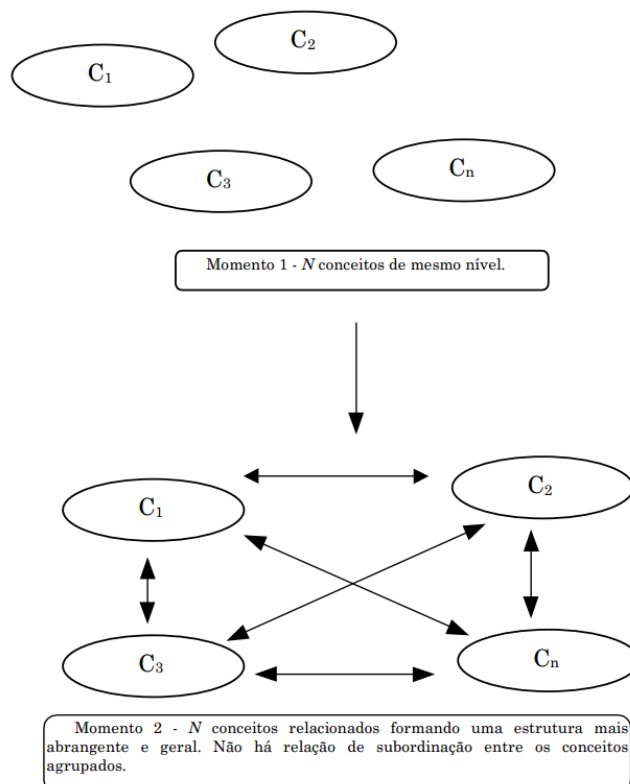 C₂
C₁
C₃
Cₙ
Momento 1 - N conceitos de mesmo nível.
C₂
C₁
C₃
Cₙ
Momento 2 - N conceitos relacionados formando uma estrutura mais
abrangente e geral. Não há relação de subordinação entre os conceitos
agrupados.